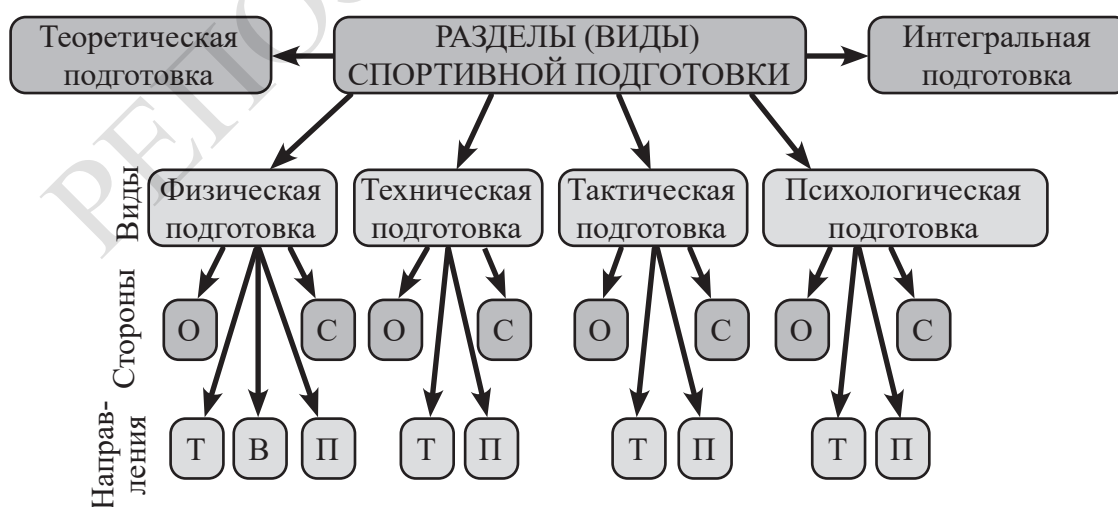 Теоретическая
подготовка
РАЗДЕЛЫ (ВИДЫ)
СПОРТИВНОЙ ПОДГОТОВКИ
Интегральная
подготовка
РЕПО
Виды
Физическая
подготовка
Техническая
подготовка
Тактическая
подготовка
Психологическая
подготовка
Стороны
О
С
О
С
О
С
О
С
Направ-
ления
Т
В
П
Т
П
Т
П
Т
П